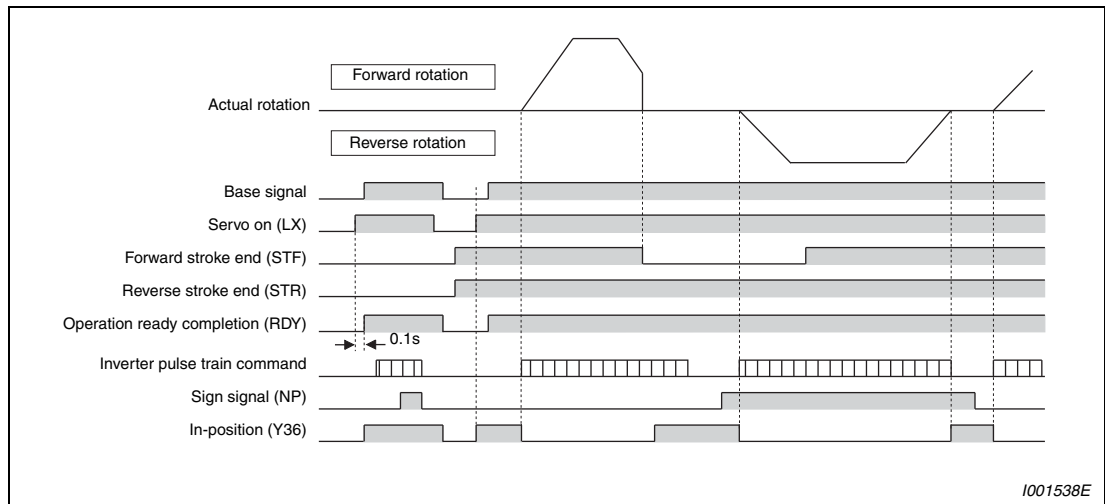 Forward rotation
Actual rotation
Reverse rotation
Base signal
Servo on (LX)
Forward stroke end (STF)
Reverse stroke end (STR)
Operation ready completion (RDY)
0.1s
Inverter pulse train command
Sign signal (NP)
In-position (Y36)
I001538E